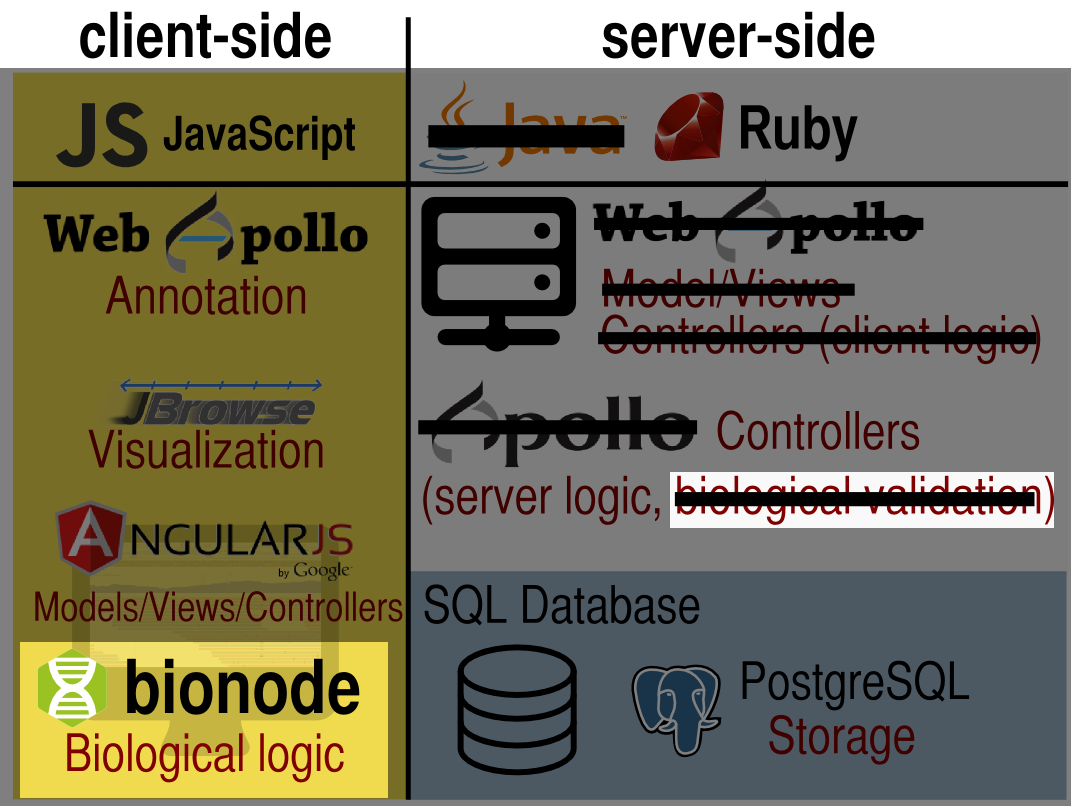 client-side
server-side
JS JavaScript
Java™
Ruby
Web Apollo
Annotation
JBrowse
Visualization
ANGULARJS
by Google
Models/Views/Controllers
bionode
Biological logic
Web Apollo
Model/Views
Controllers (client logic)
Apollo Controllers
(server logic, biological validation)
SQL Database
PostgreSQL
Storage